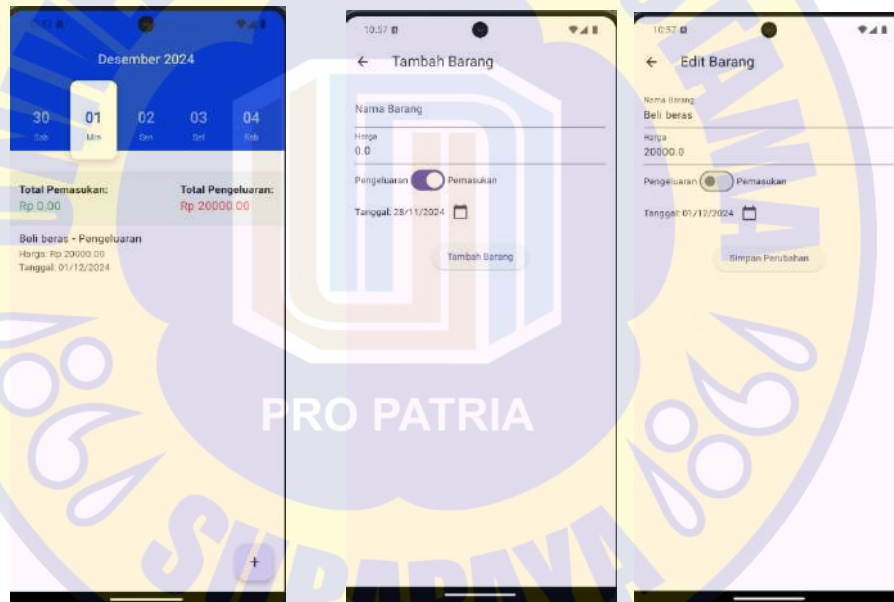 Desember 2024
30 01 02 03 04
Sab Min Sen Sel Rab
Total Pemasukan: Total Pengeluaran:
Rp 0.00 Rp 20000.00
Beli beras - Pengeluaran
Harga: Rp 20000.00
Tanggal: 01/12/2024
+
10:57
← Tambah Barang
Nama Barang
Harga
0.0
Pengeluaran Pemasukan
Tanggal: 28/11/2024
Tambah Barang
10:57
← Edit Barang
Nama Barang
Beli beras
Harga
20000.0
Pengeluaran Pemasukan
Tanggal: 01/12/2024
Simpan Perubahan
PRO PATRIA
SURABAYA